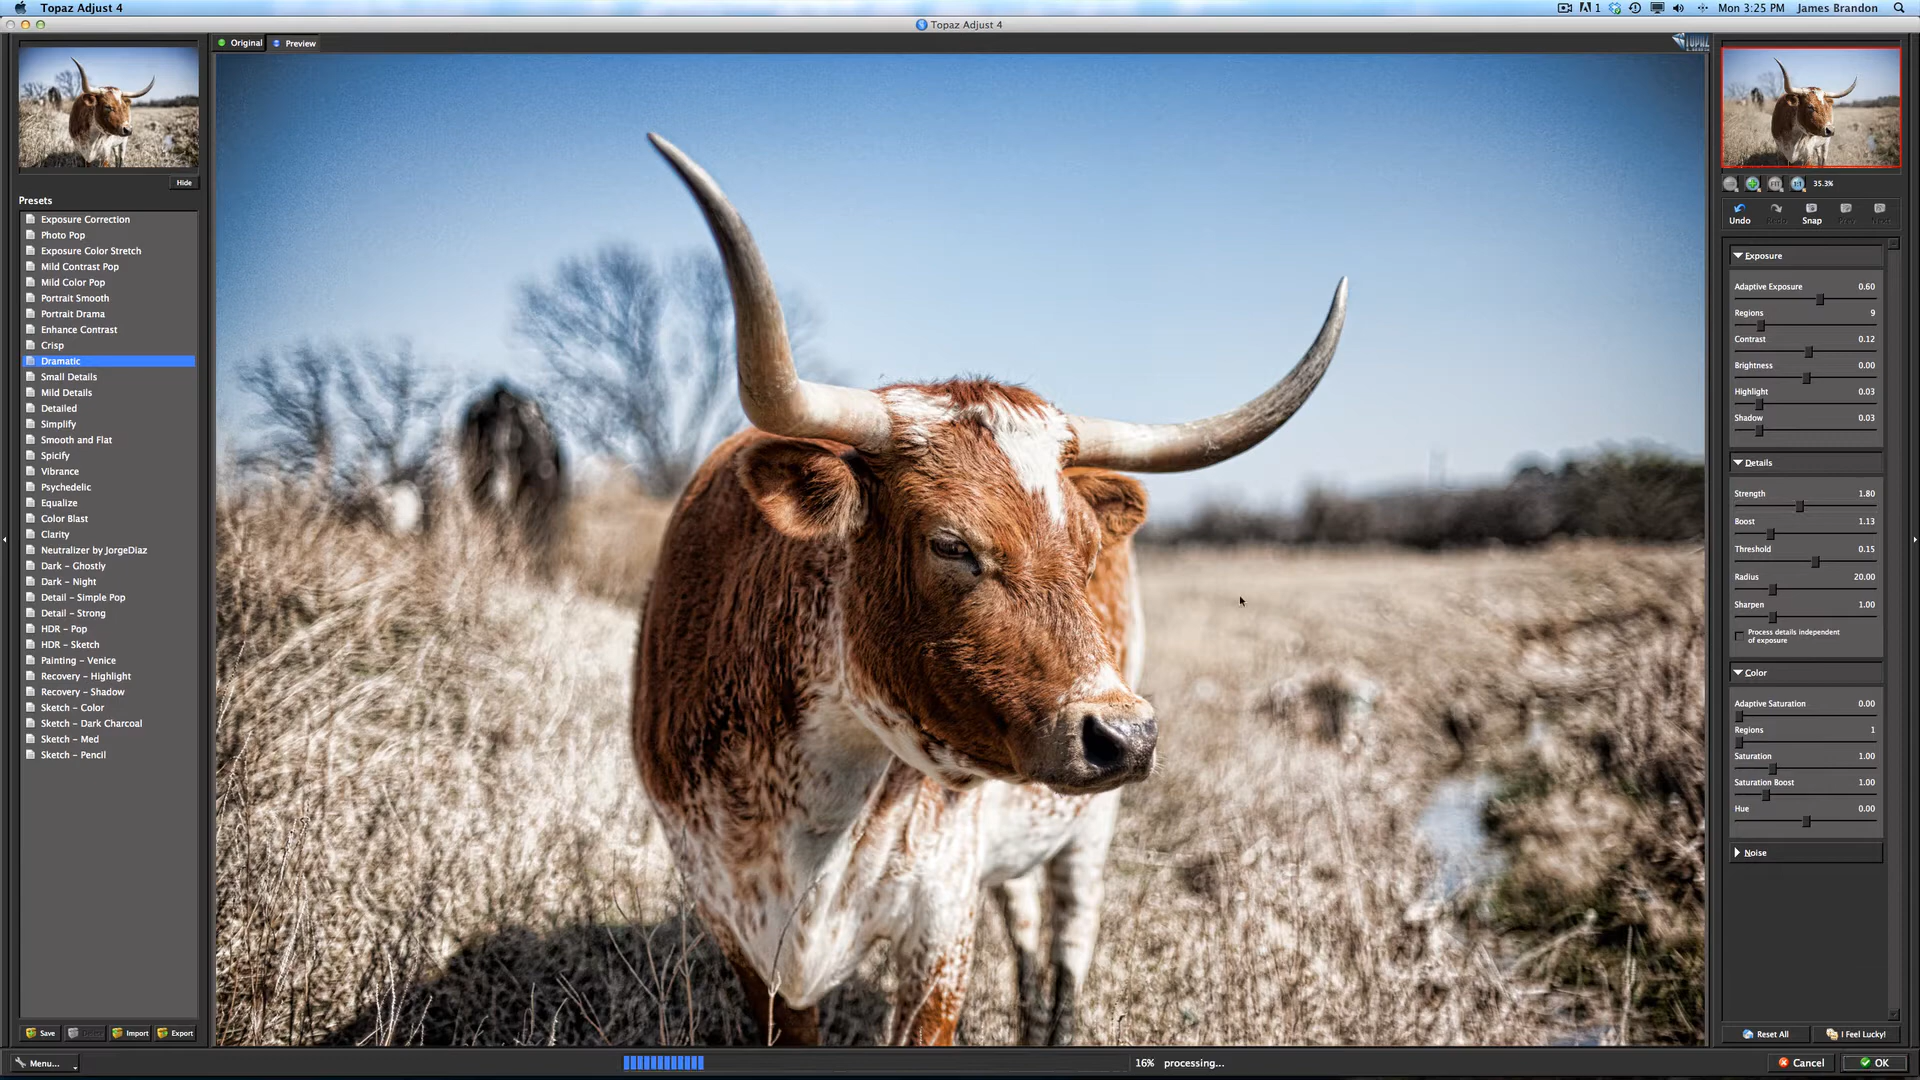 Topaz Adjust 4
1
Mon 3:25 PM
James Brandon
Topaz Adjust 4
Original
Preview
TOPAZ
Hide
Presets
Exposure Correction
Photo Pop
Exposure Color Stretch
Mild Contrast Pop
Mild Color Pop
Portrait Smooth
Portrait Drama
Enhance Contrast
Crisp
Dramatic
Small Details
Mild Details
Detailed
Simplify
Smooth and Flat
Spicify
Vibrance
Psychedelic
Equalize
Color Blast
Clarity
Neutralizer by JorgeDiaz
Dark – Ghostly
Dark – Night
Detail – Simple Pop
Detail – Strong
HDR – Pop
HDR – Sketch
Painting – Venice
Recovery – Highlight
Recovery – Shadow
Sketch – Color
Sketch – Dark Charcoal
Sketch – Med
Sketch – Pencil
Save
Import
Export
Menu...
16% processing...
FIT
1:1
35.3%
Undo
Redo
Snap
Prev
Next
Exposure
Adaptive Exposure 0.60
Regions 9
Contrast 0.12
Brightness 0.00
Highlight 0.03
Shadow 0.03
Details
Strength 1.80
Boost 1.13
Threshold 0.15
Radius 20.00
Sharpen 1.00
Process details independent
of exposure
Color
Adaptive Saturation 0.00
Regions 1
Saturation 1.00
Saturation Boost 1.00
Hue 0.00
Noise
Reset All
I Feel Lucky!
Cancel
OK